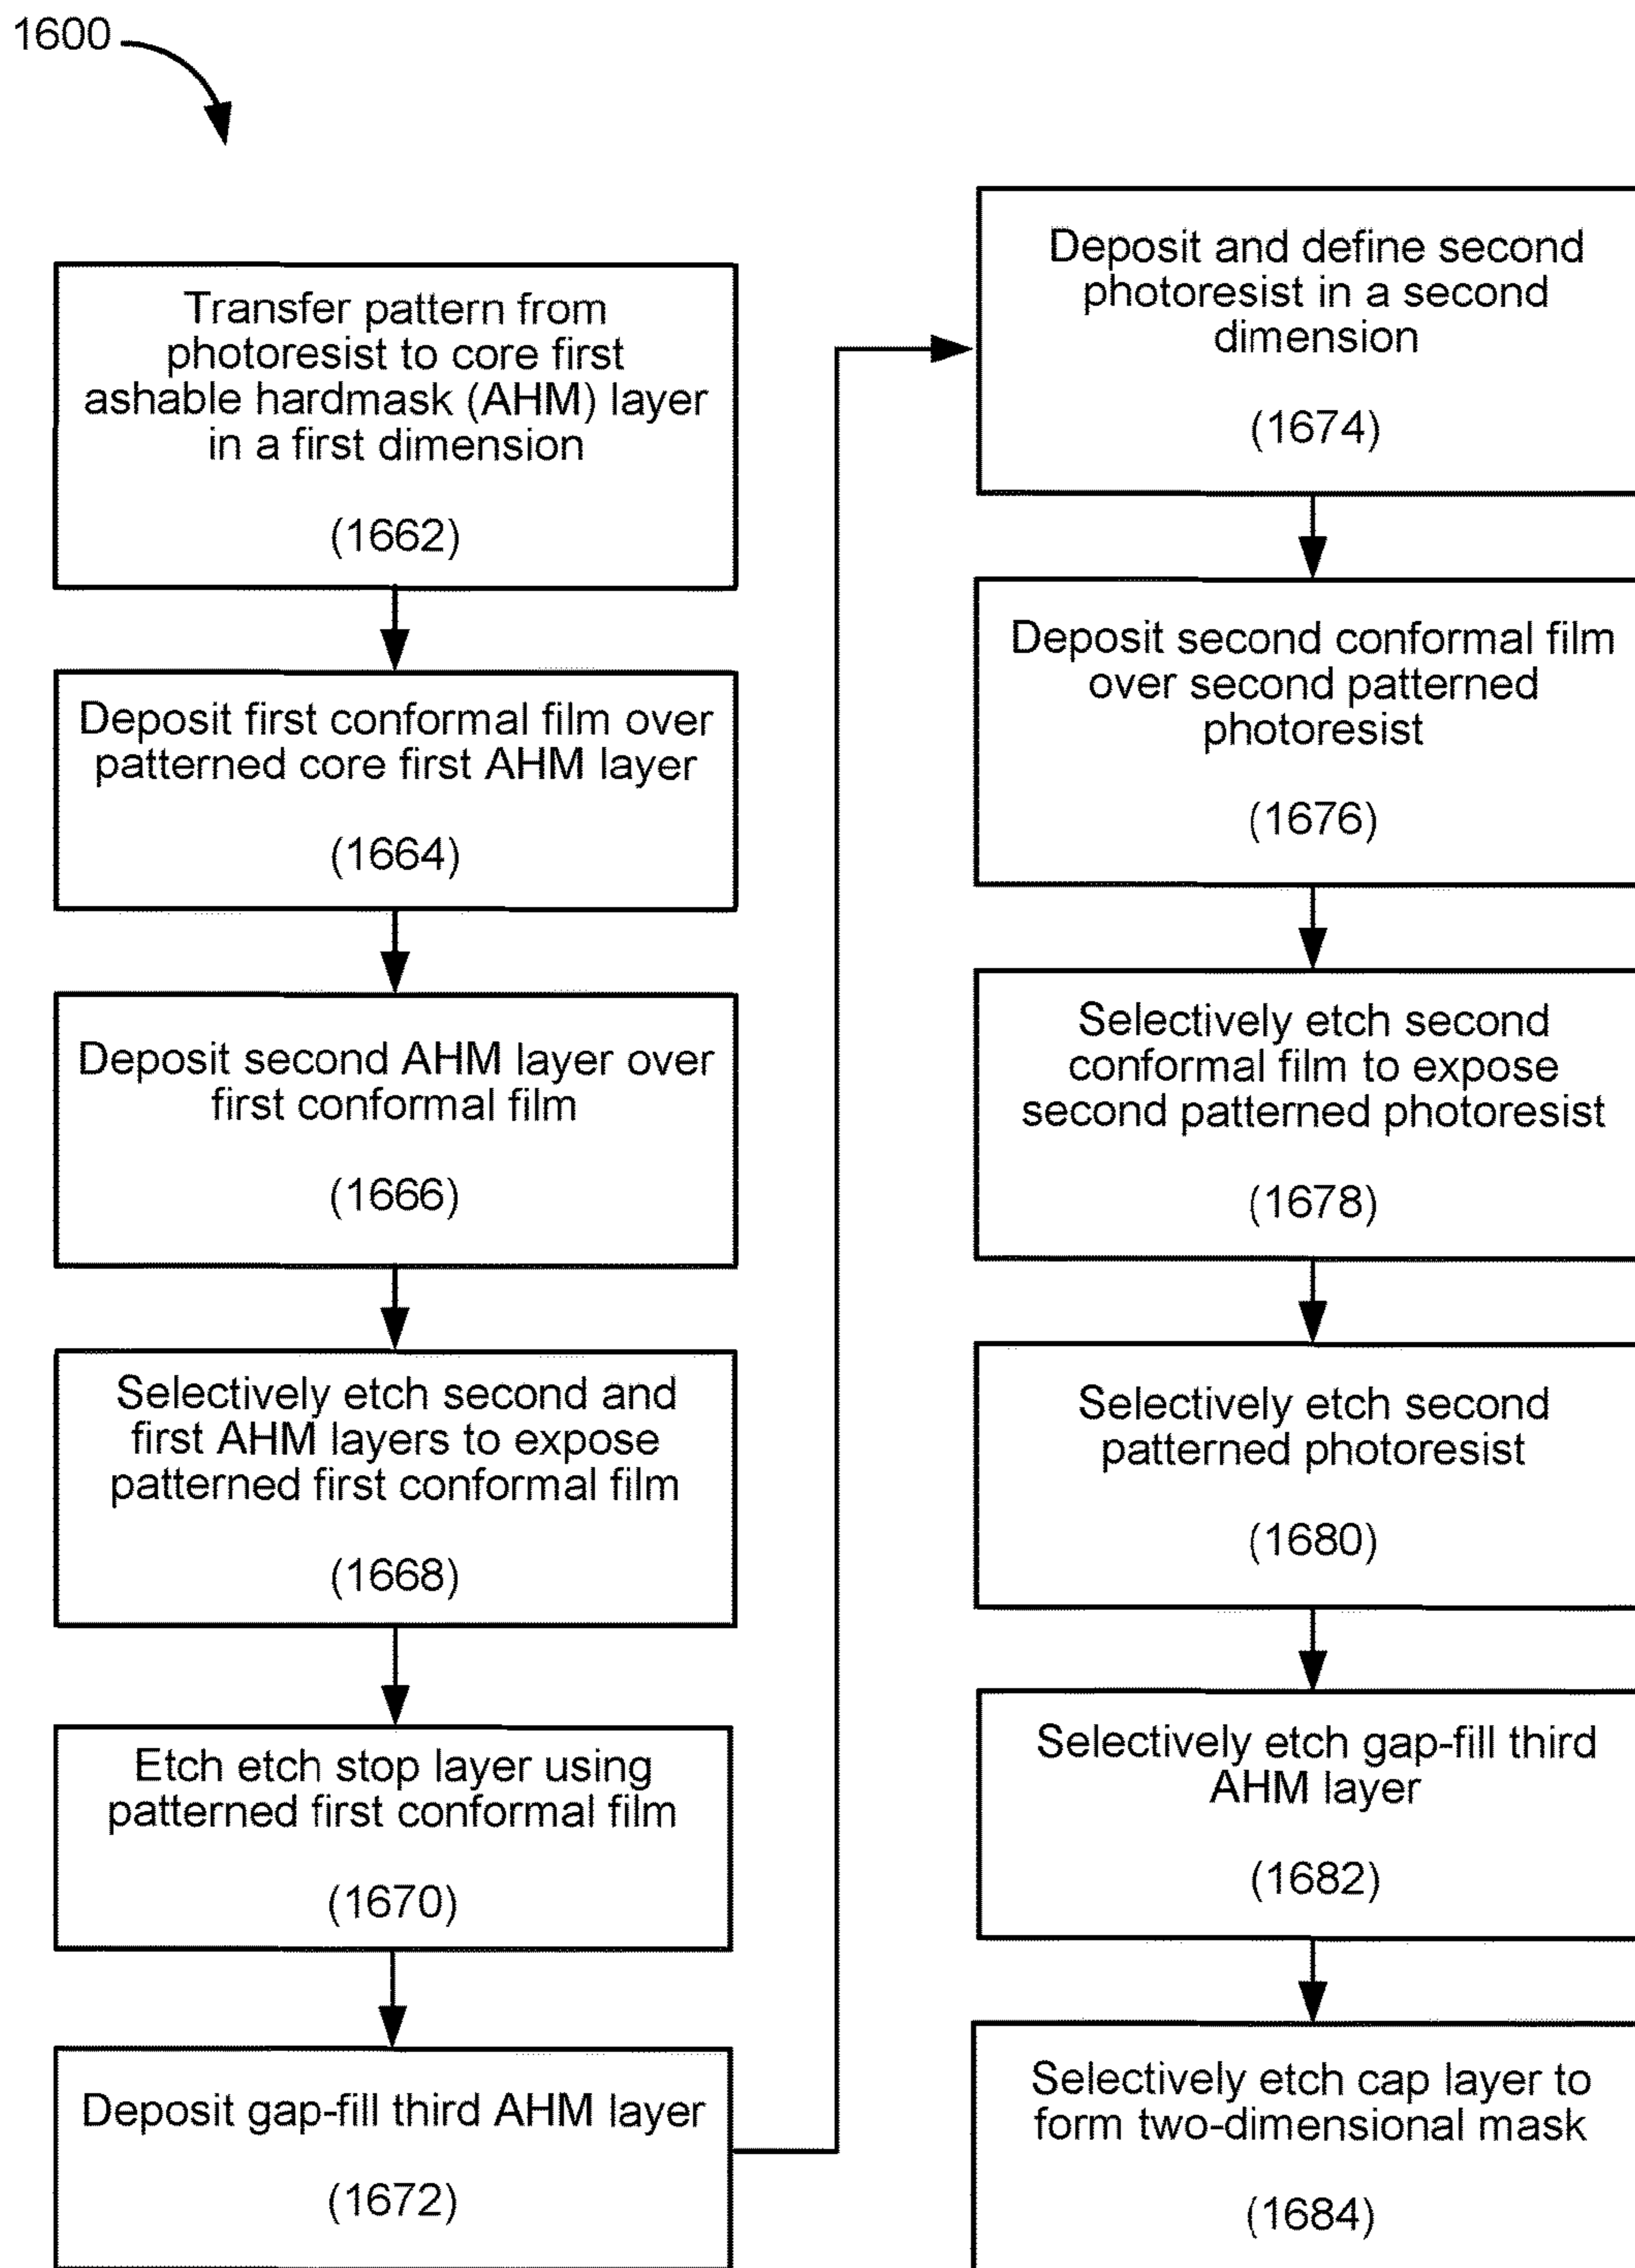 1600
Transfer pattern from
photoresist to core first
ashable hardmask (AHM) layer
in a first dimension
(1662)
Deposit first conformal film over
patterned core first AHM layer
(1664)
Deposit second AHM layer over
first conformal film
(1666)
Selectively etch second and
first AHM layers to expose
patterned first conformal film
(1668)
Etch etch stop layer using
patterned first conformal film
(1670)
Deposit gap-fill third AHM layer
(1672)
Deposit and define second
photoresist in a second
dimension
(1674)
Deposit second conformal film
over second patterned
photoresist
(1676)
Selectively etch second
conformal film to expose
second patterned photoresist
(1678)
Selectively etch second
patterned photoresist
(1680)
Selectively etch gap-fill third
AHM layer
(1682)
Selectively etch cap layer to
form two-dimensional mask
(1684)